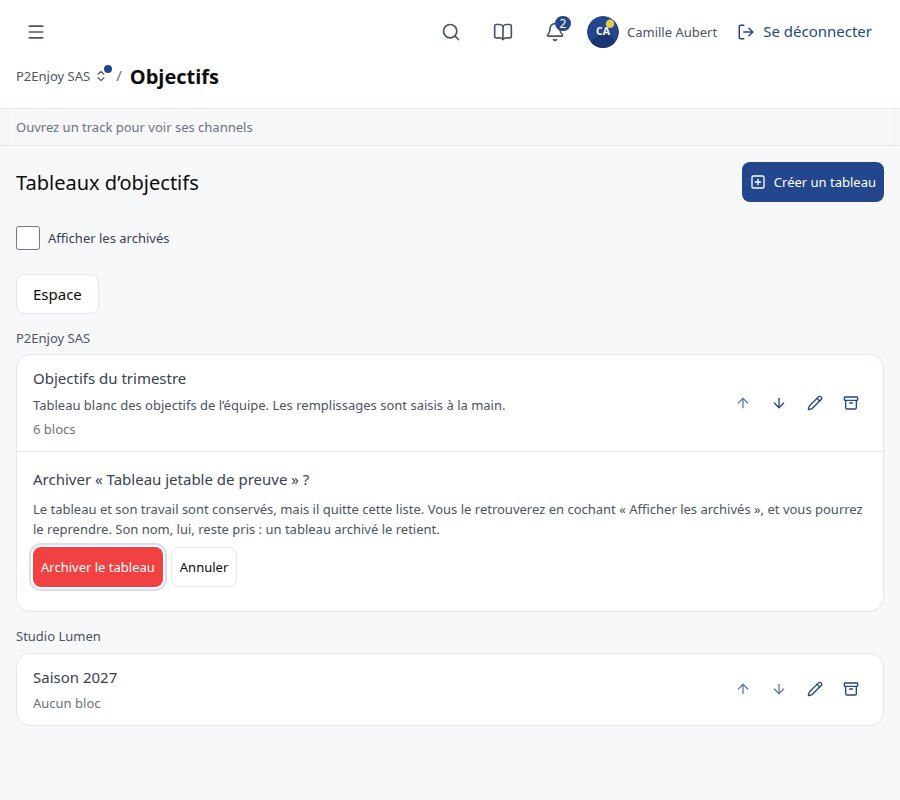 2
CA
Camille Aubert
Se déconnecter
P2Enjoy SAS / Objectifs
Ouvrez un track pour voir ses channels
Tableaux d’objectifs
Créer un tableau
Afficher les archivés
Espace
P2Enjoy SAS
Objectifs du trimestre
Tableau blanc des objectifs de l’équipe. Les remplissages sont saisis à la main.
6 blocs
Archiver « Tableau jetable de preuve » ?
Le tableau et son travail sont conservés, mais il quitte cette liste. Vous le retrouverez en cochant « Afficher les archivés », et vous pourrez
le reprendre. Son nom, lui, reste pris : un tableau archivé le retient.
Archiver le tableau
Annuler
Studio Lumen
Saison 2027
Aucun bloc